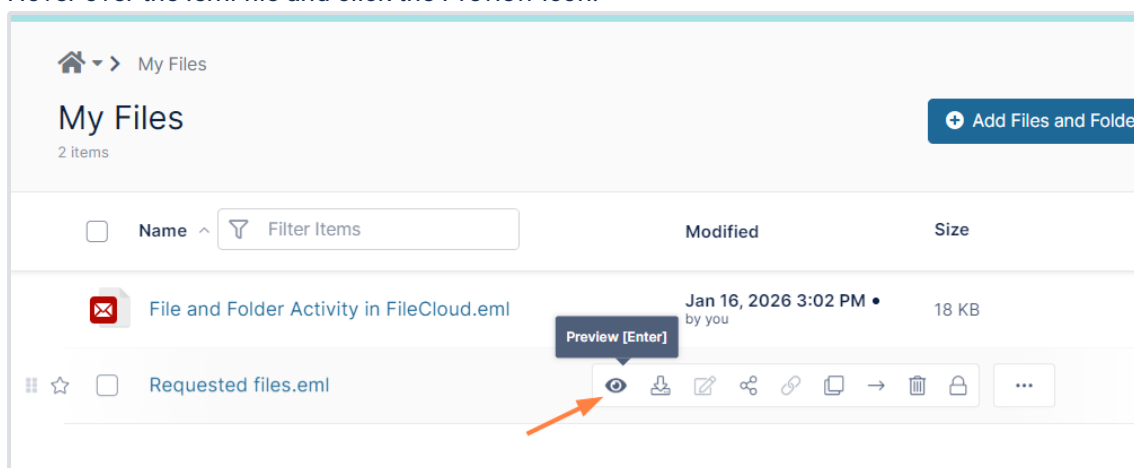 My Files
My Files
2 items
Add Files and Folde
Name
Filter Items
Modified
Size
File and Folder Activity in FileCloud.eml
Jan 16, 2026 3:02 PM •
by you
18 KB
Preview [Enter]
Requested files.eml